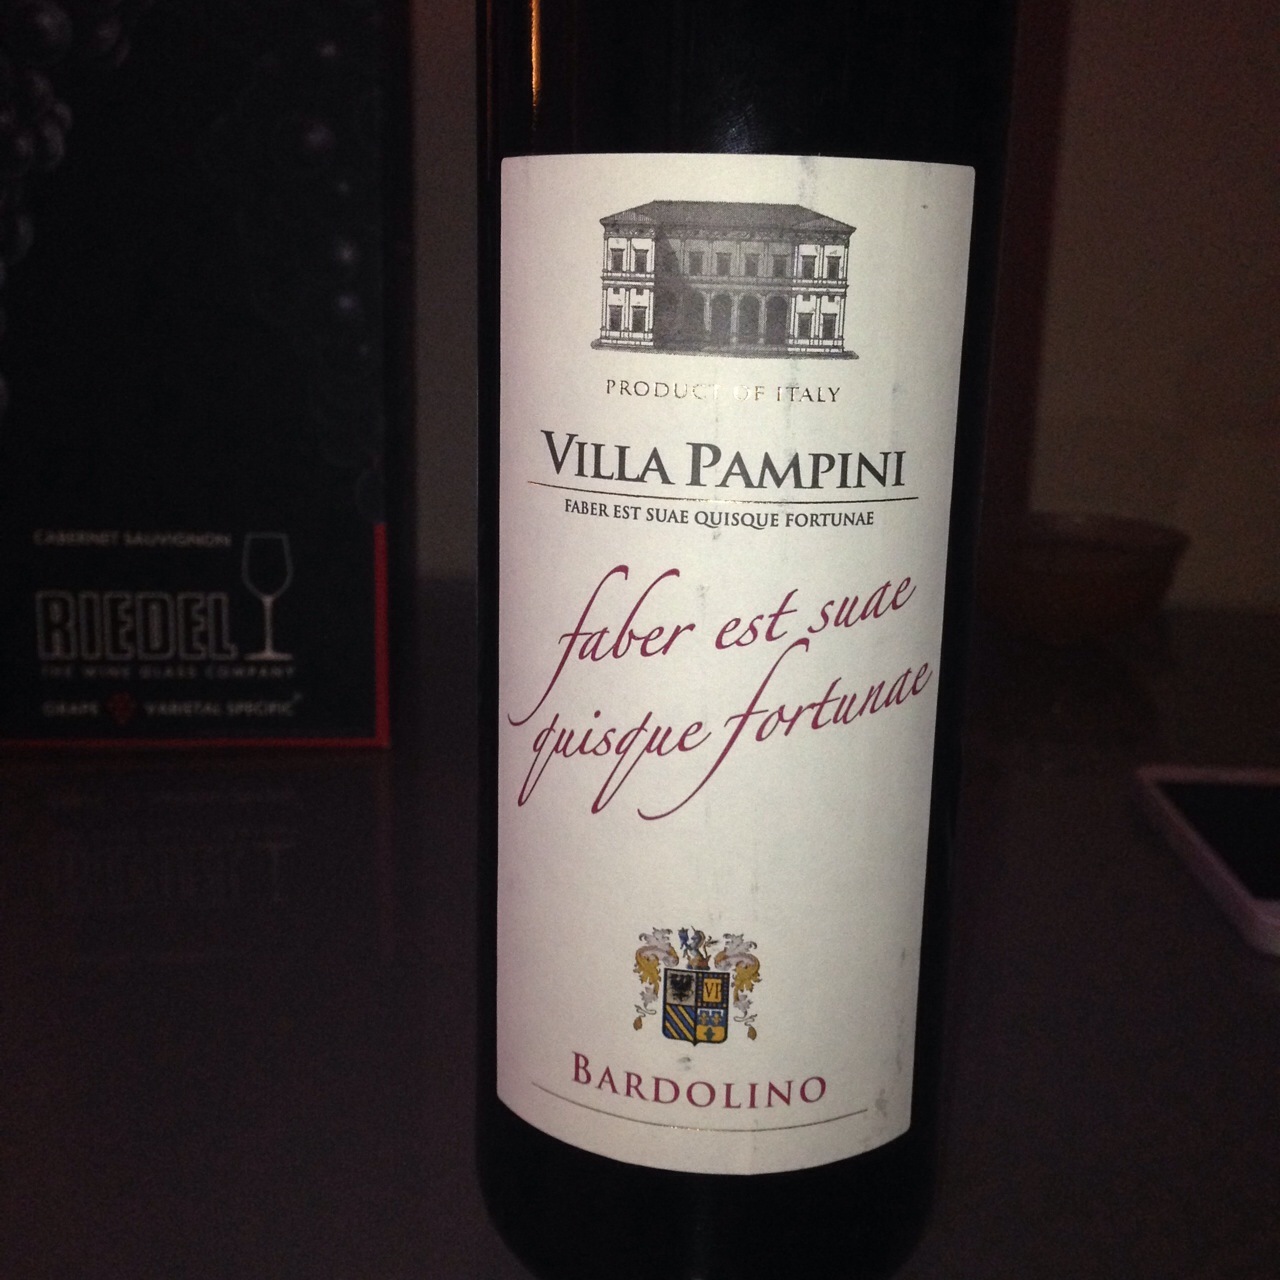 PRODUCT OF ITALY
VILLA PAMPINI
FABER EST SUAE QUISQUE FORTUNAE
faber est suae
quisque fortunae
VP
BARDOLINO
CABERNET SAUVIGNON
RIEDEL
THE WINE GLASS COMPANY
GRAPE VARIETAL SPECIFIC